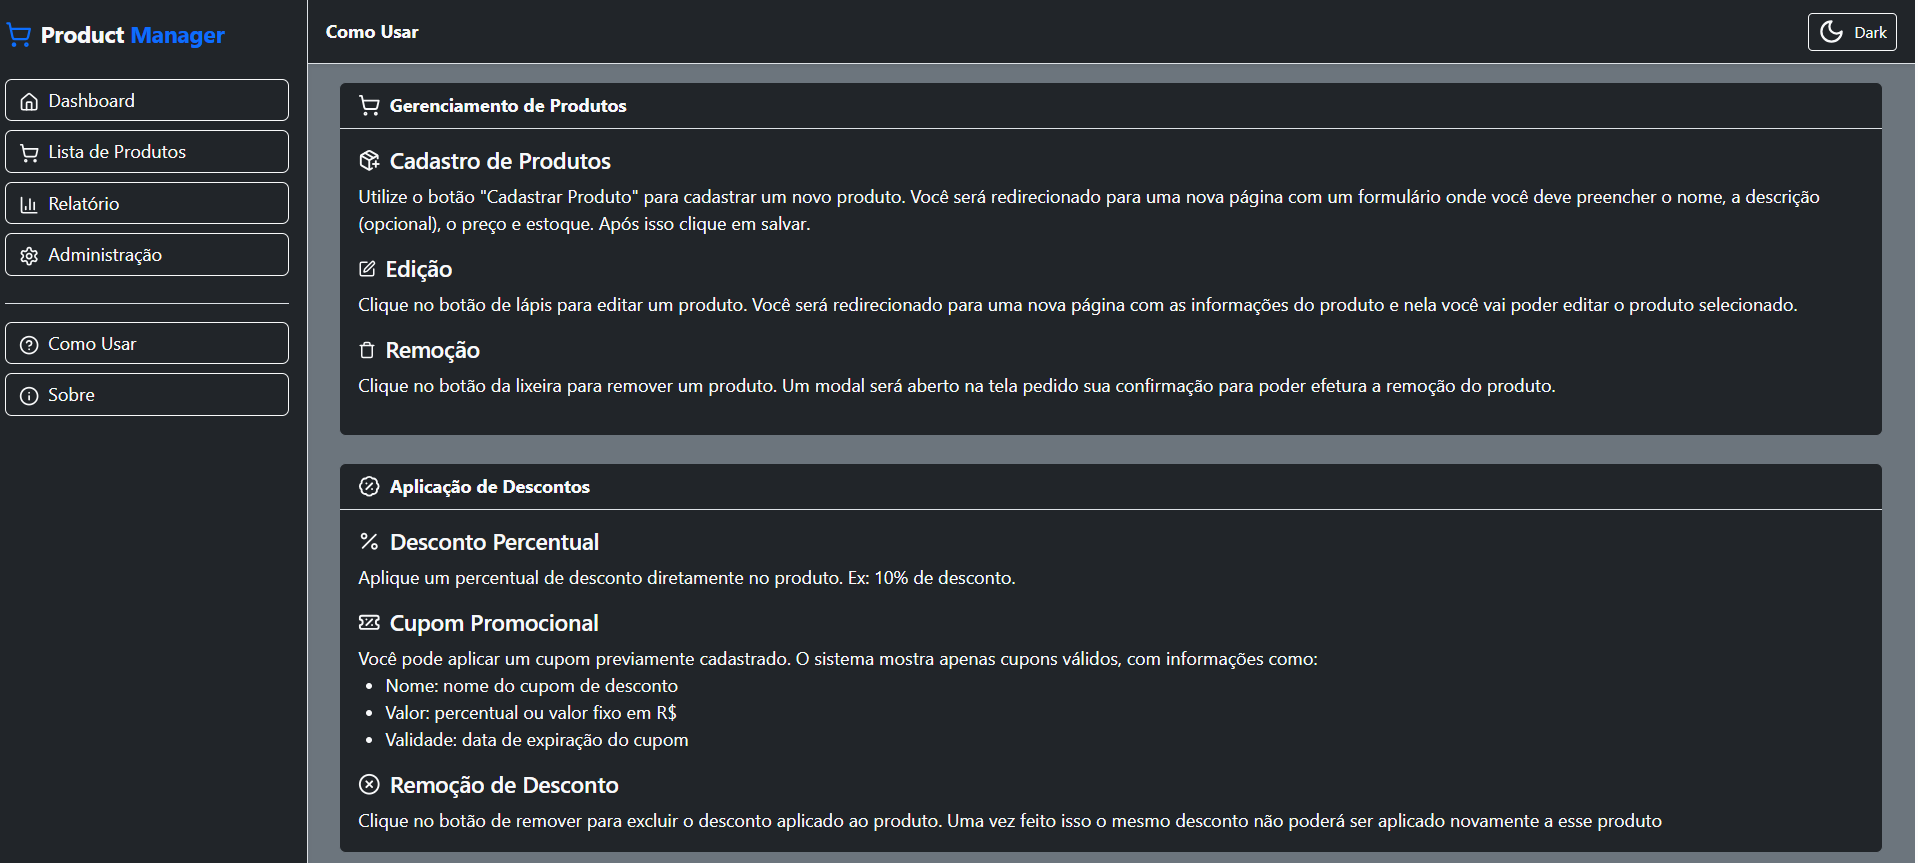 Product Manager
Dashboard
Lista de Produtos
Relatório
Administração
Como Usar
Sobre
Como Usar
Dark
Gerenciamento de Produtos
Cadastro de Produtos
Utilize o botão "Cadastrar Produto" para cadastrar um novo produto. Você será redirecionado para uma nova página com um formulário onde você deve preencher o nome, a descrição
(opcional), o preço e estoque. Após isso clique em salvar.
Edição
Clique no botão de lápis para editar um produto. Você será redirecionado para uma nova página com as informações do produto e nela você vai poder editar o produto selecionado.
Remoção
Clique no botão da lixeira para remover um produto. Um modal será aberto na tela pedido sua confirmação para poder efetura a remoção do produto.
Aplicação de Descontos
Desconto Percentual
Aplique um percentual de desconto diretamente no produto. Ex: 10% de desconto.
Cupom Promocional
Você pode aplicar um cupom previamente cadastrado. O sistema mostra apenas cupons válidos, com informações como:
• Nome: nome do cupom de desconto
• Valor: percentual ou valor fixo em R$
• Validade: data de expiração do cupom
Remoção de Desconto
Clique no botão de remover para excluir o desconto aplicado ao produto. Uma vez feito isso o mesmo desconto não poderá ser aplicado novamente a esse produto